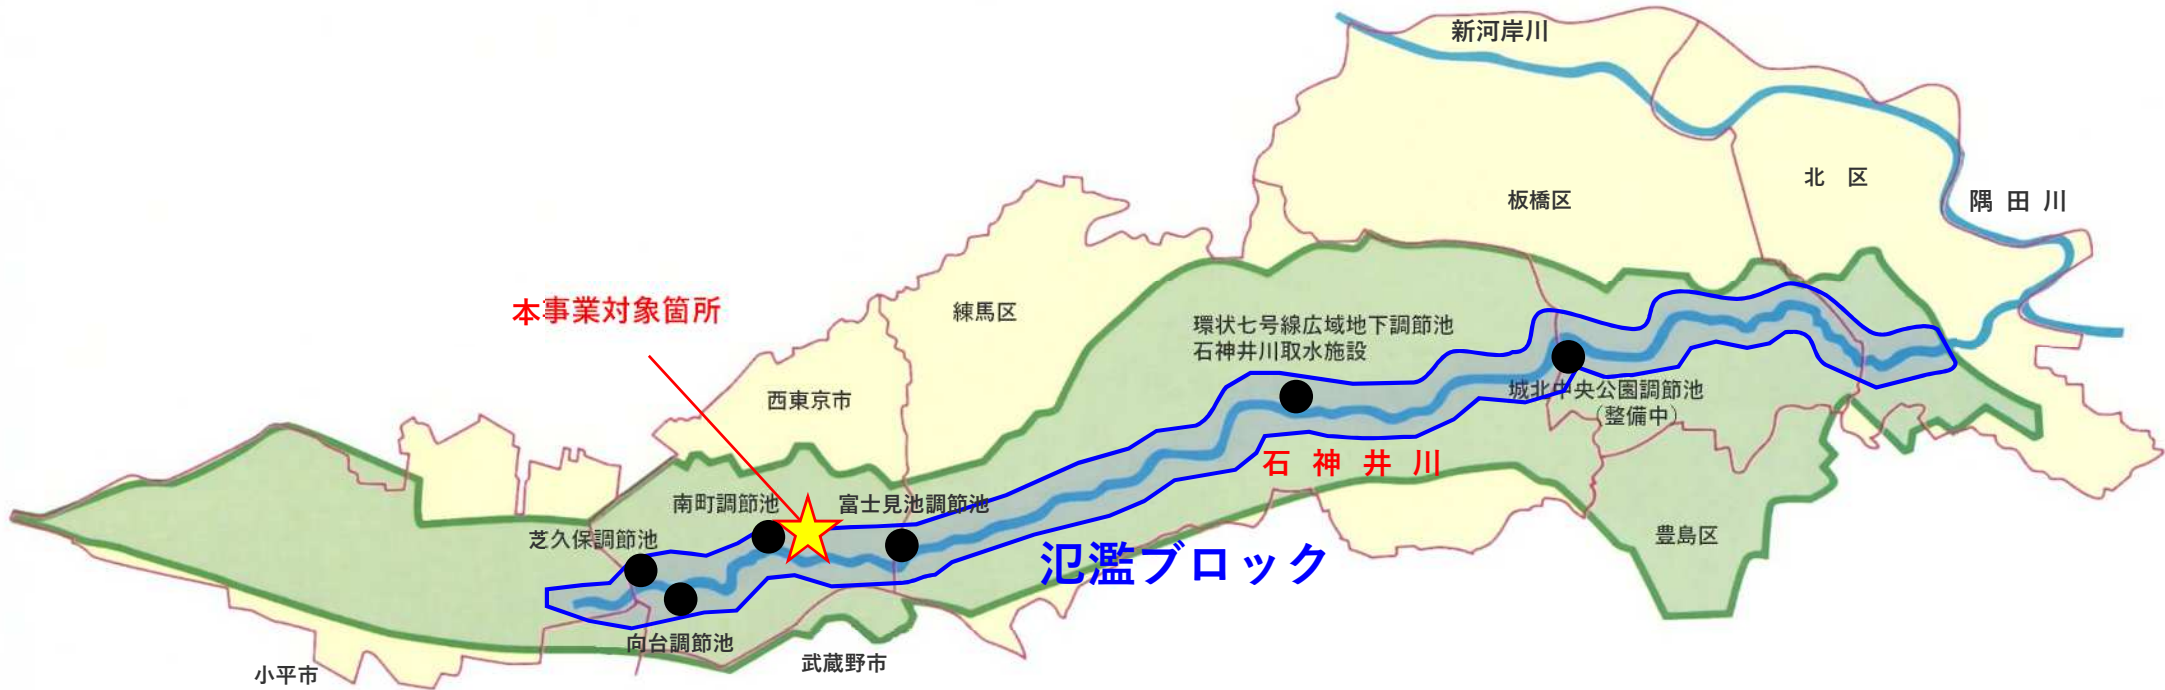 新河岸川
北 区
板橋区
隅 田 川
本事業対象箇所
練馬区
環状七号線広域地下調節池
石神井川取水施設
西東京市
城北中央公園調節池
(整備中)
石 神 井 川
南町調節池
富士見池調節池
芝久保調節池
豊島区
氾濫ブロック
向台調節池
武蔵野市
小平市